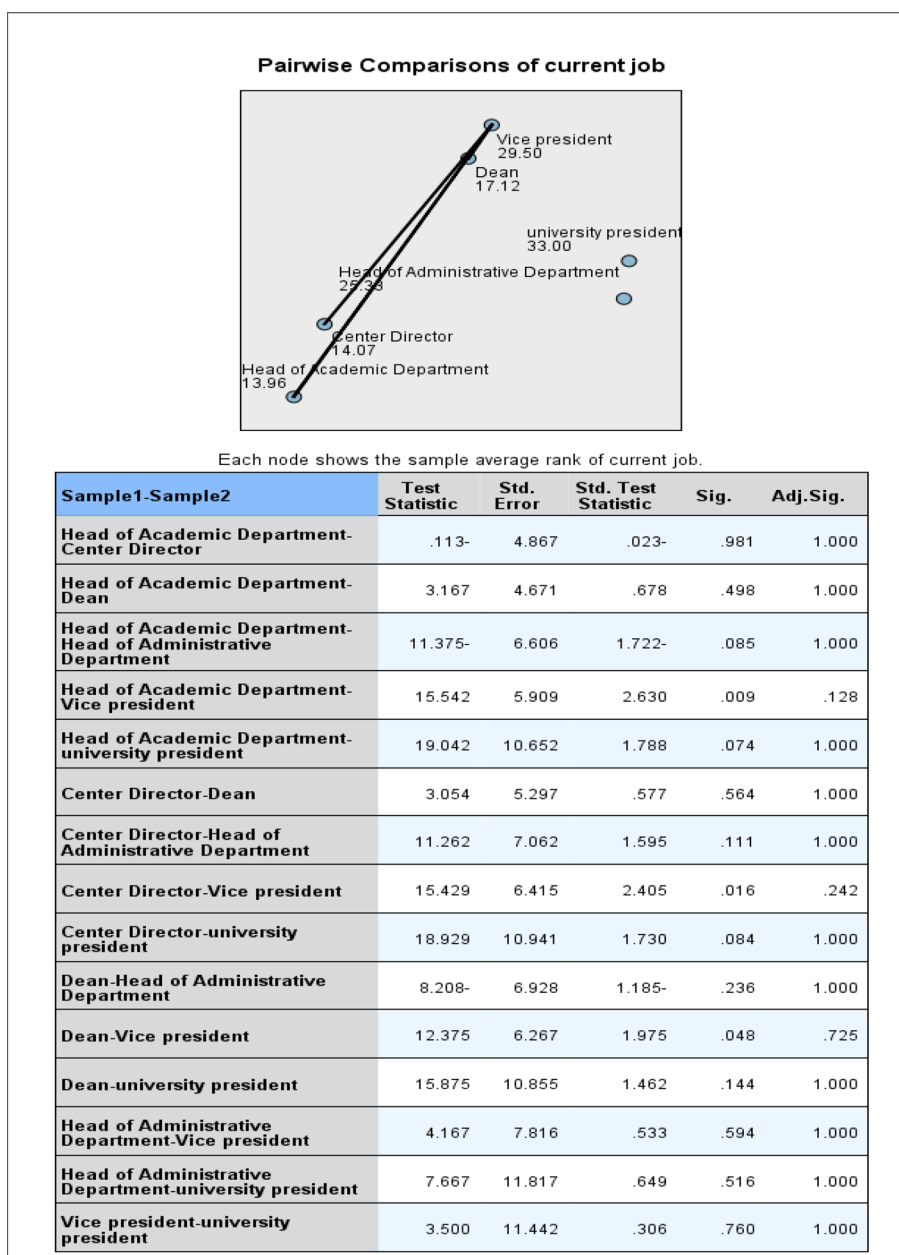 Pairwise Comparisons of current job
Vice president
29.50
Dean
17.12
university president
33.00
Head of Administrative Department
25.33
Center Director
14.07
Head of Academic Department
13.96
Each node shows the sample average rank of current job.
Sample1-Sample2 Test Statistic Std. Error Std. Test Statistic Sig. Adj.Sig.
Head of Academic Department-
Center Director .113- 4.867 .023- .981 1.000
Head of Academic Department-
Dean 3.167 4.671 .678 .498 1.000
Head of Academic Department-
Head of Administrative
Department 11.375- 6.606 1.722- .085 1.000
Head of Academic Department-
Vice president 15.542 5.909 2.630 .009 .128
Head of Academic Department-
university president 19.042 10.652 1.788 .074 1.000
Center Director-Dean 3.054 5.297 .577 .564 1.000
Center Director-Head of
Administrative Department 11.262 7.062 1.595 .111 1.000
Center Director-Vice president 15.429 6.415 2.405 .016 .242
Center Director-university
president 18.929 10.941 1.730 .084 1.000
Dean-Head of Administrative
Department 8.208- 6.928 1.185- .236 1.000
Dean-Vice president 12.375 6.267 1.975 .048 .725
Dean-university president 15.875 10.855 1.462 .144 1.000
Head of Administrative
Department-Vice president 4.167 7.816 .533 .594 1.000
Head of Administrative
Department-university president 7.667 11.817 .649 .516 1.000
Vice president-university
president 3.500 11.442 .306 .760 1.000